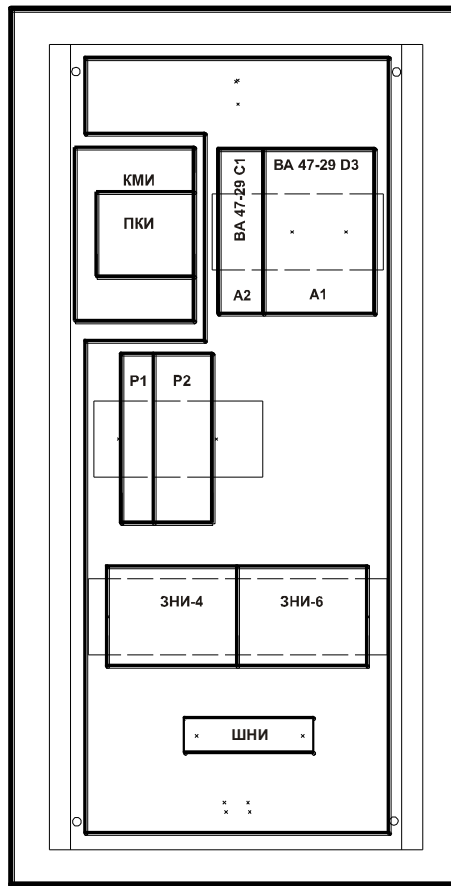 КМИ
ПКИ
ВА 47-29 С1
ВА 47-29 D3
А2
А1
Р1
Р2
ЗНИ-4
ЗНИ-6
ШНИ